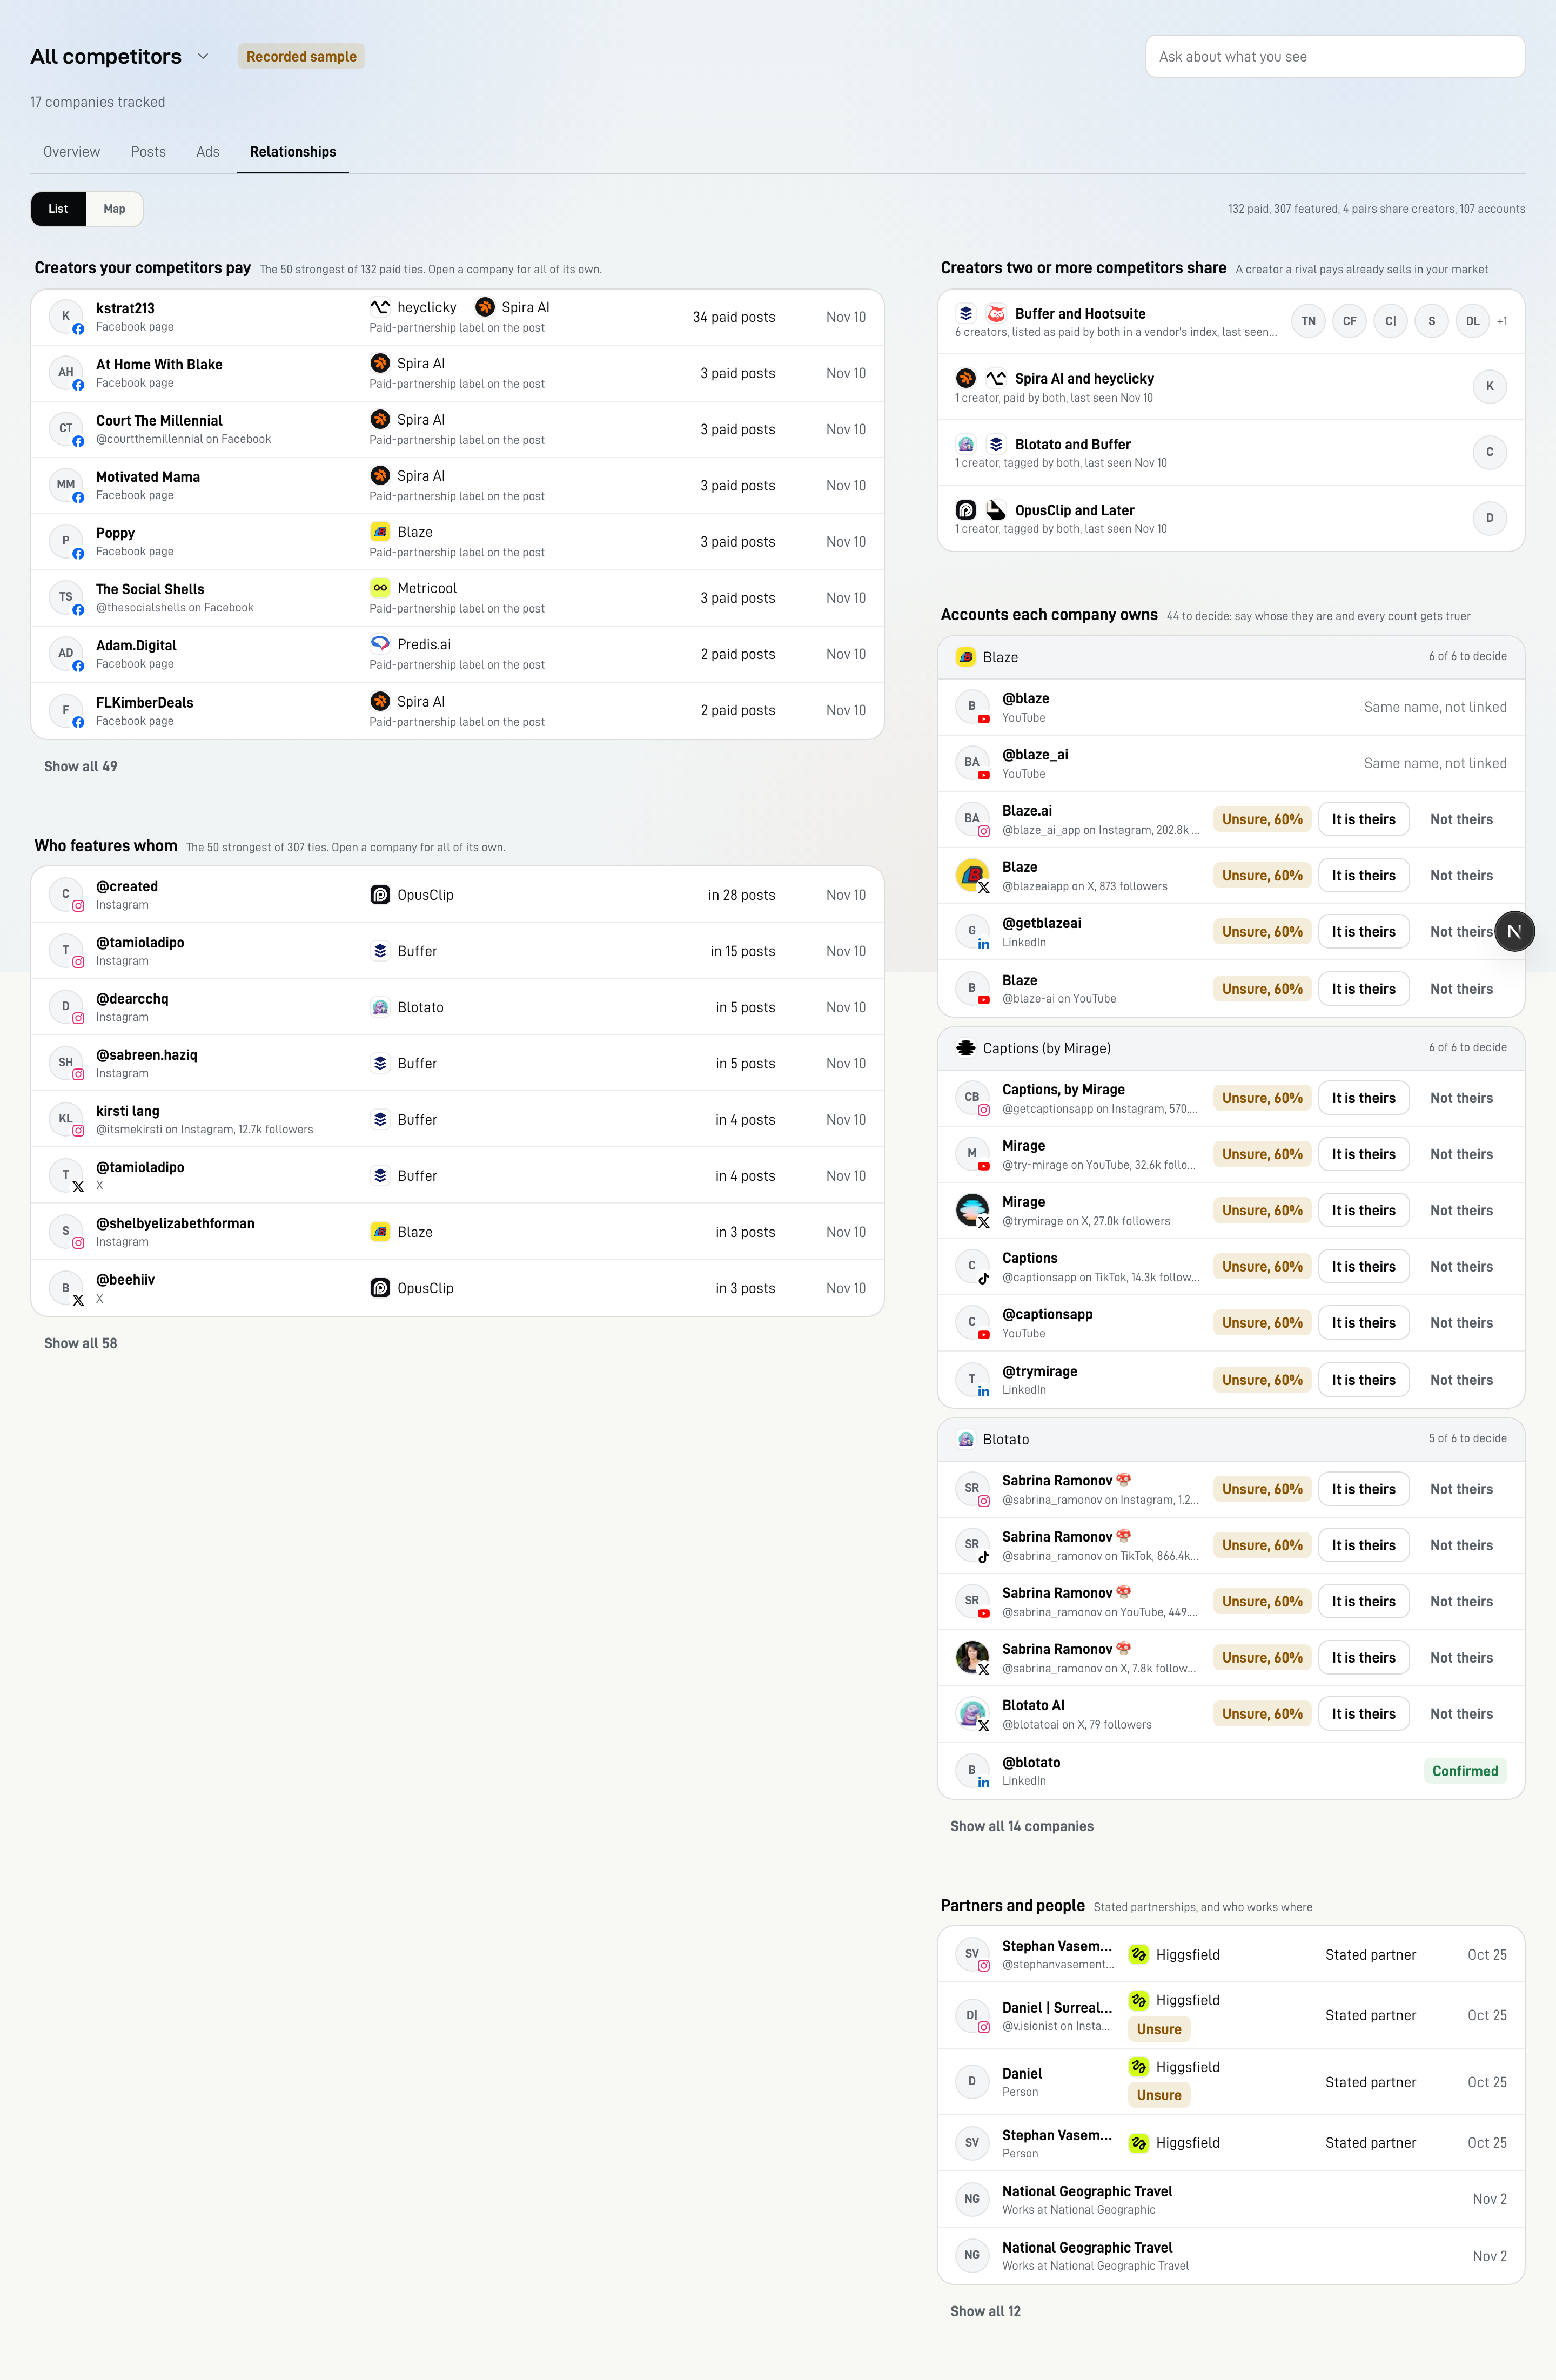 All competitors
Recorded sample
Ask about what you see
17 companies tracked
Overview Posts Ads Relationships
List Map
132 paid, 307 featured, 4 pairs share creators, 107 accounts
Creators your competitors pay The 50 strongest of 132 paid ties. Open a company for all of its own.
K kstrat213 heyclicky Spira AI 34 paid posts Nov 10
Facebook page Paid-partnership label on the post
AH At Home With Blake Spira AI 3 paid posts Nov 10
Facebook page Paid-partnership label on the post
CT Court The Millennial Spira AI 3 paid posts Nov 10
@courtthemillennial on Facebook Paid-partnership label on the post
MM Motivated Mama Spira AI 3 paid posts Nov 10
Facebook page Paid-partnership label on the post
P Poppy Blaze 3 paid posts Nov 10
Facebook page Paid-partnership label on the post
TS The Social Shells Metricool 3 paid posts Nov 10
@thesocialshells on Facebook Paid-partnership label on the post
AD Adam.Digital Predis.ai 2 paid posts Nov 10
Facebook page Paid-partnership label on the post
F FLKimberDeals Spira AI 2 paid posts Nov 10
Facebook page Paid-partnership label on the post
Show all 49
Who features whom The 50 strongest of 307 ties. Open a company for all of its own.
C @created OpusClip in 28 posts Nov 10
Instagram
T @tamioladipo Buffer in 15 posts Nov 10
Instagram
D @dearcchq Blotato in 5 posts Nov 10
Instagram
SH @sabreen.haziq Buffer in 5 posts Nov 10
Instagram
KL kirsti lang Buffer in 4 posts Nov 10
@itsmekirsti on Instagram, 12.7k followers
T @tamioladipo Buffer in 4 posts Nov 10
X
S @shelbyelizabethforman Blaze in 3 posts Nov 10
Instagram
B @beehiiv OpusClip in 3 posts Nov 10
X
Show all 58
Creators two or more competitors share A creator a rival pays already sells in your market
Buffer and Hootsuite TN CF C| S DL +1
6 creators, listed as paid by both in a vendor's index, last seen...
Spira AI and heyclicky K
1 creator, paid by both, last seen Nov 10
Blotato and Buffer C
1 creator, tagged by both, last seen Nov 10
OpusClip and Later D
1 creator, tagged by both, last seen Nov 10
Accounts each company owns 44 to decide: say whose they are and every count gets truer
Blaze 6 of 6 to decide
B @blaze Same name, not linked
YouTube
BA @blaze_ai Same name, not linked
YouTube
BA Blaze.ai Unsure, 60% It is theirs Not theirs
@blaze_ai_app on Instagram, 202.8k ...
Blaze Unsure, 60% It is theirs Not theirs
@blazeaiapp on X, 873 followers
G @getblazeai Unsure, 60% It is theirs Not theirs
LinkedIn
B Blaze Unsure, 60% It is theirs Not theirs
@blaze-ai on YouTube
Captions (by Mirage) 6 of 6 to decide
CB Captions, by Mirage Unsure, 60% It is theirs Not theirs
@getcaptionsapp on Instagram, 570....
M Mirage Unsure, 60% It is theirs Not theirs
@try-mirage on YouTube, 32.6k follo...
Mirage Unsure, 60% It is theirs Not theirs
@trymirage on X, 27.0k followers
C Captions Unsure, 60% It is theirs Not theirs
@captionsapp on TikTok, 14.3k follow...
C @captionsapp Unsure, 60% It is theirs Not theirs
YouTube
T @trymirage Unsure, 60% It is theirs Not theirs
LinkedIn
Blotato 5 of 6 to decide
SR Sabrina Ramonov 🍄 Unsure, 60% It is theirs Not theirs
@sabrina_ramonov on Instagram, 1.2...
SR Sabrina Ramonov 🍄 Unsure, 60% It is theirs Not theirs
@sabrina_ramonov on TikTok, 866.4k...
SR Sabrina Ramonov 🍄 Unsure, 60% It is theirs Not theirs
@sabrina_ramonov on YouTube, 449....
Sabrina Ramonov 🍄 Unsure, 60% It is theirs Not theirs
@sabrina_ramonov on X, 7.8k follow...
Blotato AI Unsure, 60% It is theirs Not theirs
@blotatoai on X, 79 followers
B @blotato Confirmed
LinkedIn
Show all 14 companies
Partners and people Stated partnerships, and who works where
SV Stephan Vasem... Higgsfield Stated partner Oct 25
@stephanvasement...
D| Daniel | Surreal... Higgsfield Stated partner Oct 25
@v.isionist on Insta... Unsure
D Daniel Higgsfield Stated partner Oct 25
Person Unsure
SV Stephan Vasem... Higgsfield Stated partner Oct 25
Person
NG National Geographic Travel Nov 2
Works at National Geographic
NG National Geographic Travel Nov 2
Works at National Geographic Travel
Show all 12